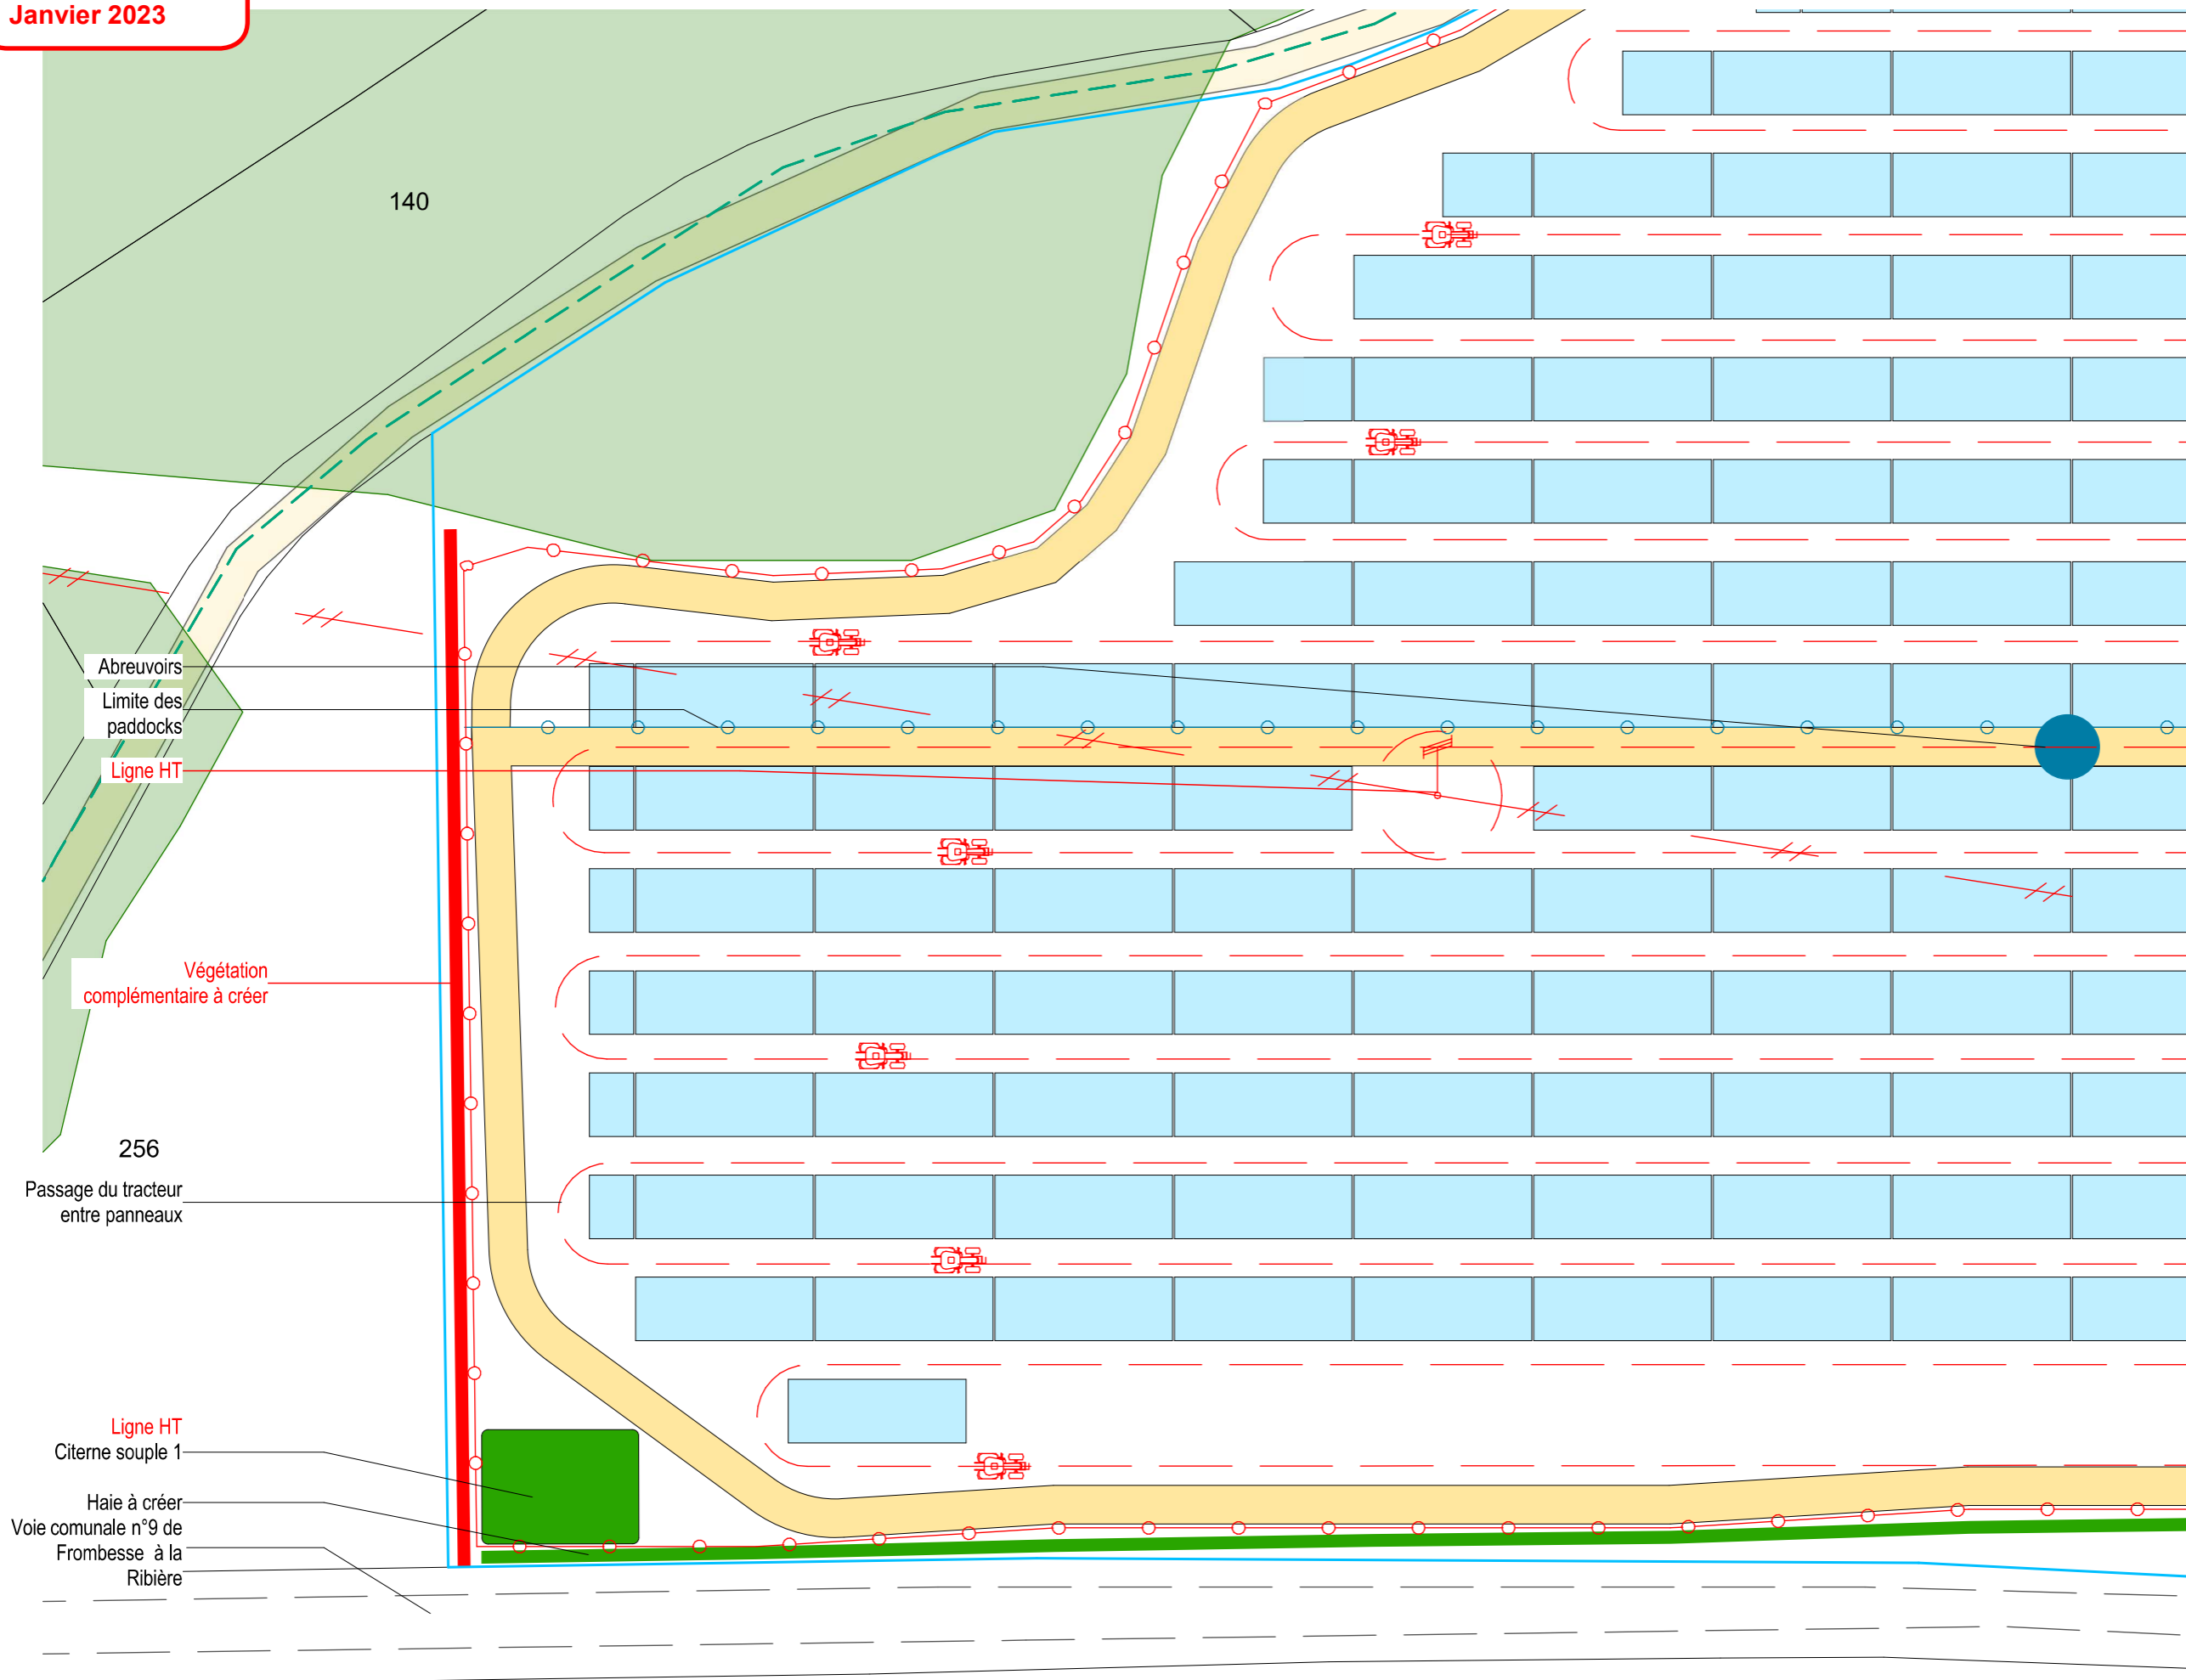 Janvier 2023
140
Abreuvoirs
Limite des
paddocks
Ligne HT
Végétation
complémentaire à créer
256
Passage du tracteur
entre panneaux
Ligne HT
Citerne souple 1
Haie à créer
Voie comunale n°9 de
Frombesse à la
Ribière